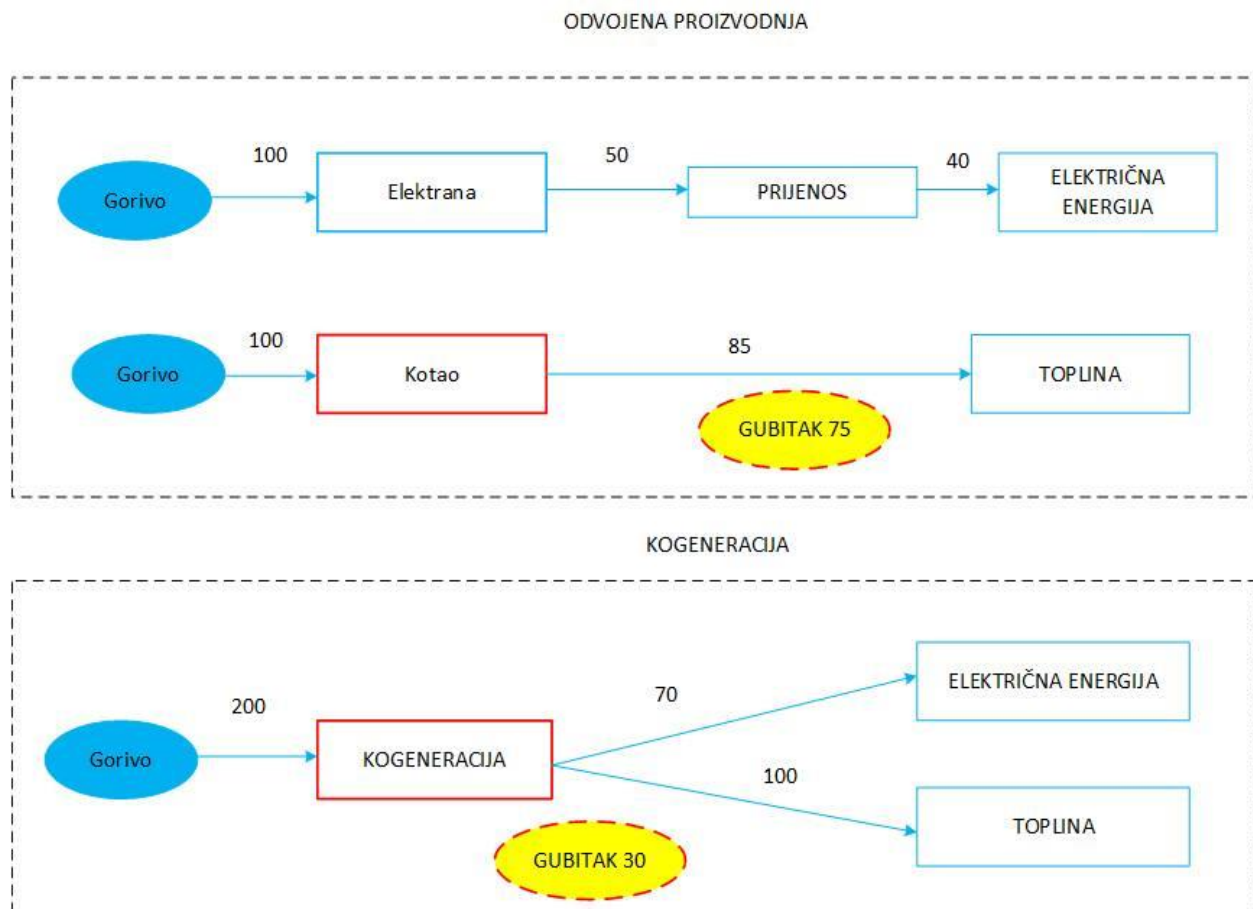 ODVOJENA PROIZVODNJA
100
50
40
Gorivo
Elektrana
PRIJENOS
ELEKTRIČNA
ENERGIJA
100
85
Gorivo
Kotao
TOPLINA
GUBITAK 75
KOGENERACIJA
200
70
100
Gorivo
KOGENERACIJA
ELEKTRIČNA ENERGIJA
TOPLINA
GUBITAK 30